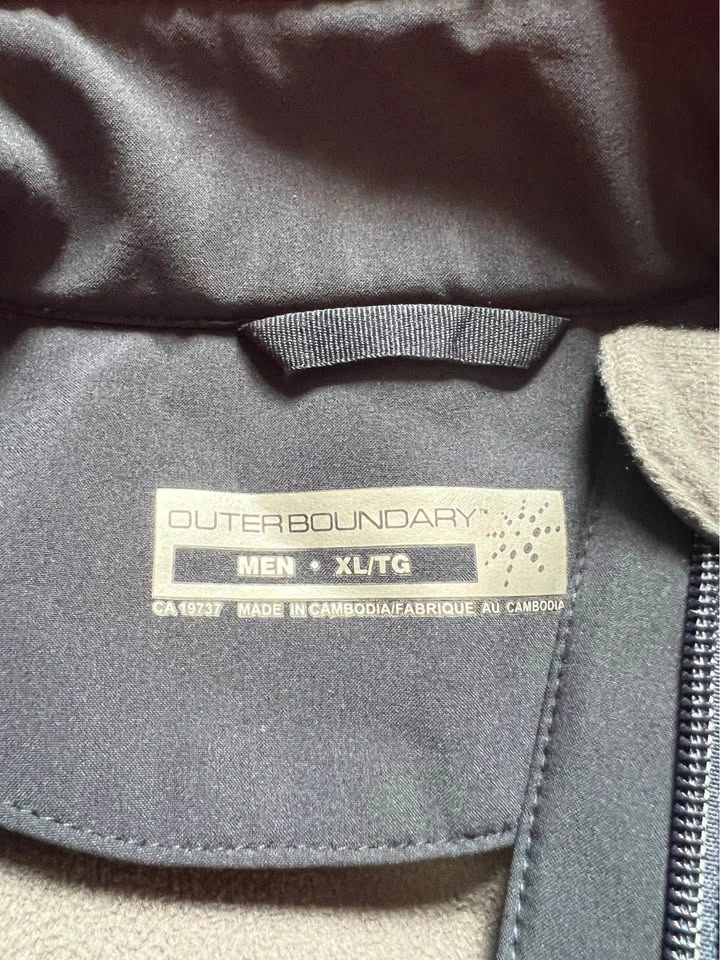 OUTERBOUNDARY™
MEN • XL/TG
CA 19737 MADE IN CAMBODIA/FABRIQUE AU CAMBODIA